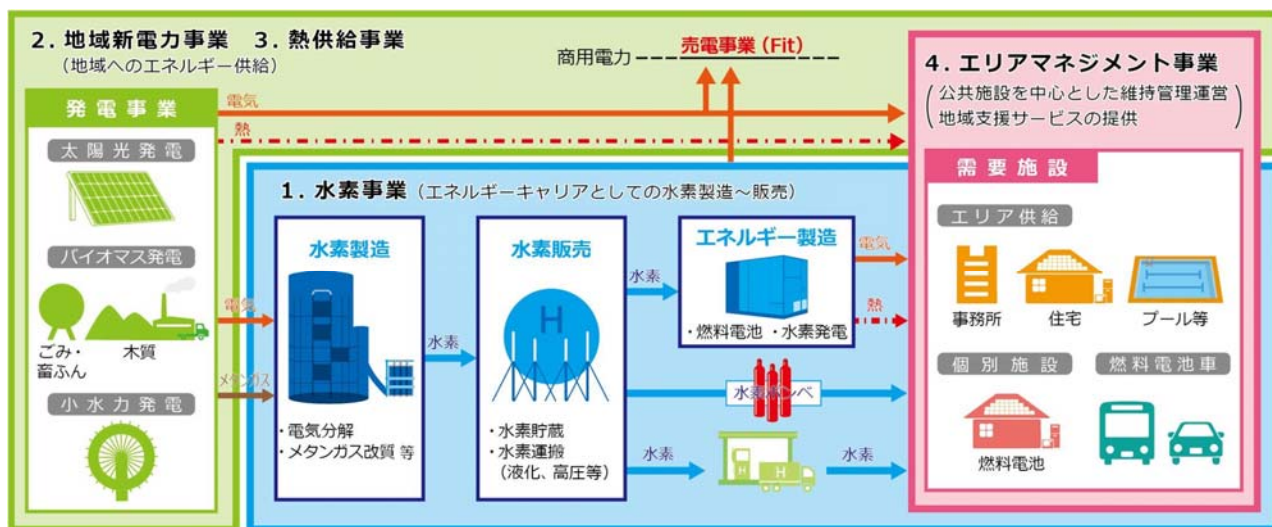 2. 地域新電力事業 3. 熱供給事業
(地域へのエネルギー供給)
商用電力
売電事業(Fit)
発電事業
太陽光発電
バイオマス発電
ごみ・
畜ふん
木質
小水力発電
電気
熱
電気
メタンガス
1. 水素事業(エネルギーキャリアとしての水素製造～販売)
水素製造
・電気分解
・メタンガス改質 等
水素
水素販売
H
・水素貯蔵
・水素運搬
(液化、高圧等)
水素
エネルギー製造
・燃料電池 ・水素発電
電気
熱
水素ボンベ
水素
H
H
水素
4. エリアマネジメント事業
(公共施設を中心とした維持管理運営
地域支援サービスの提供)
需要施設
エリア供給
事務所
住宅
プール等
個別施設
燃料電池
燃料電池車